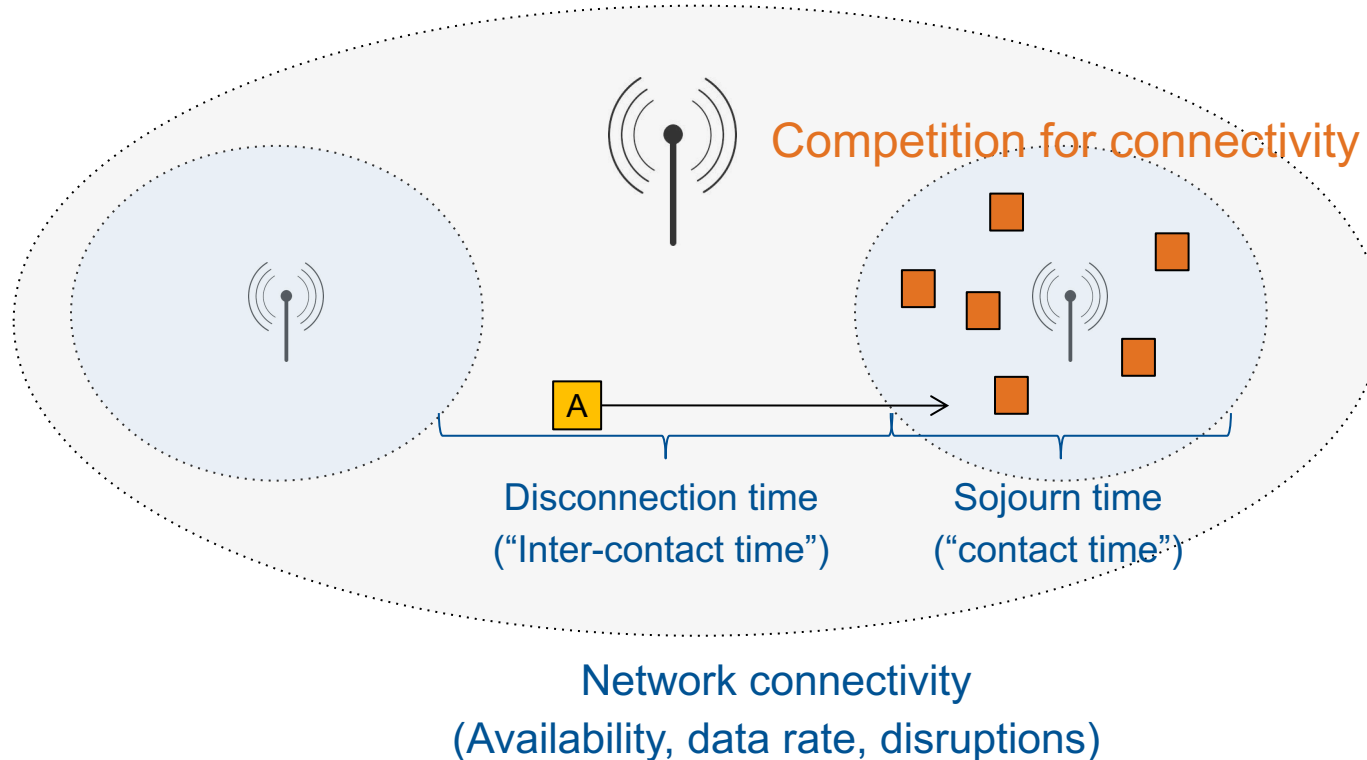 Competition for connectivity
A
Disconnection time
(“Inter-contact time”)
Sojourn time
(“contact time”)
Network connectivity
(Availability, data rate, disruptions)